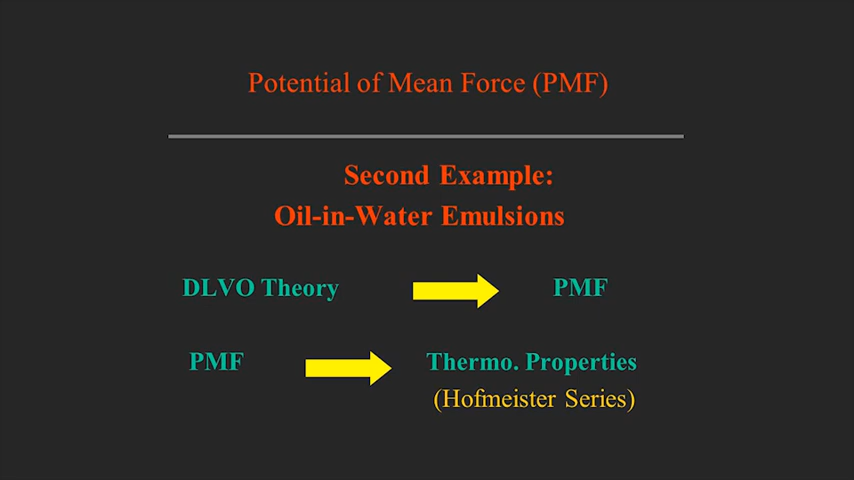 Potential of Mean Force (PMF)
Second Example:
Oil-in-Water Emulsions
DLVO Theory PMF
PMF Thermo. Properties
(Hofmeister Series)